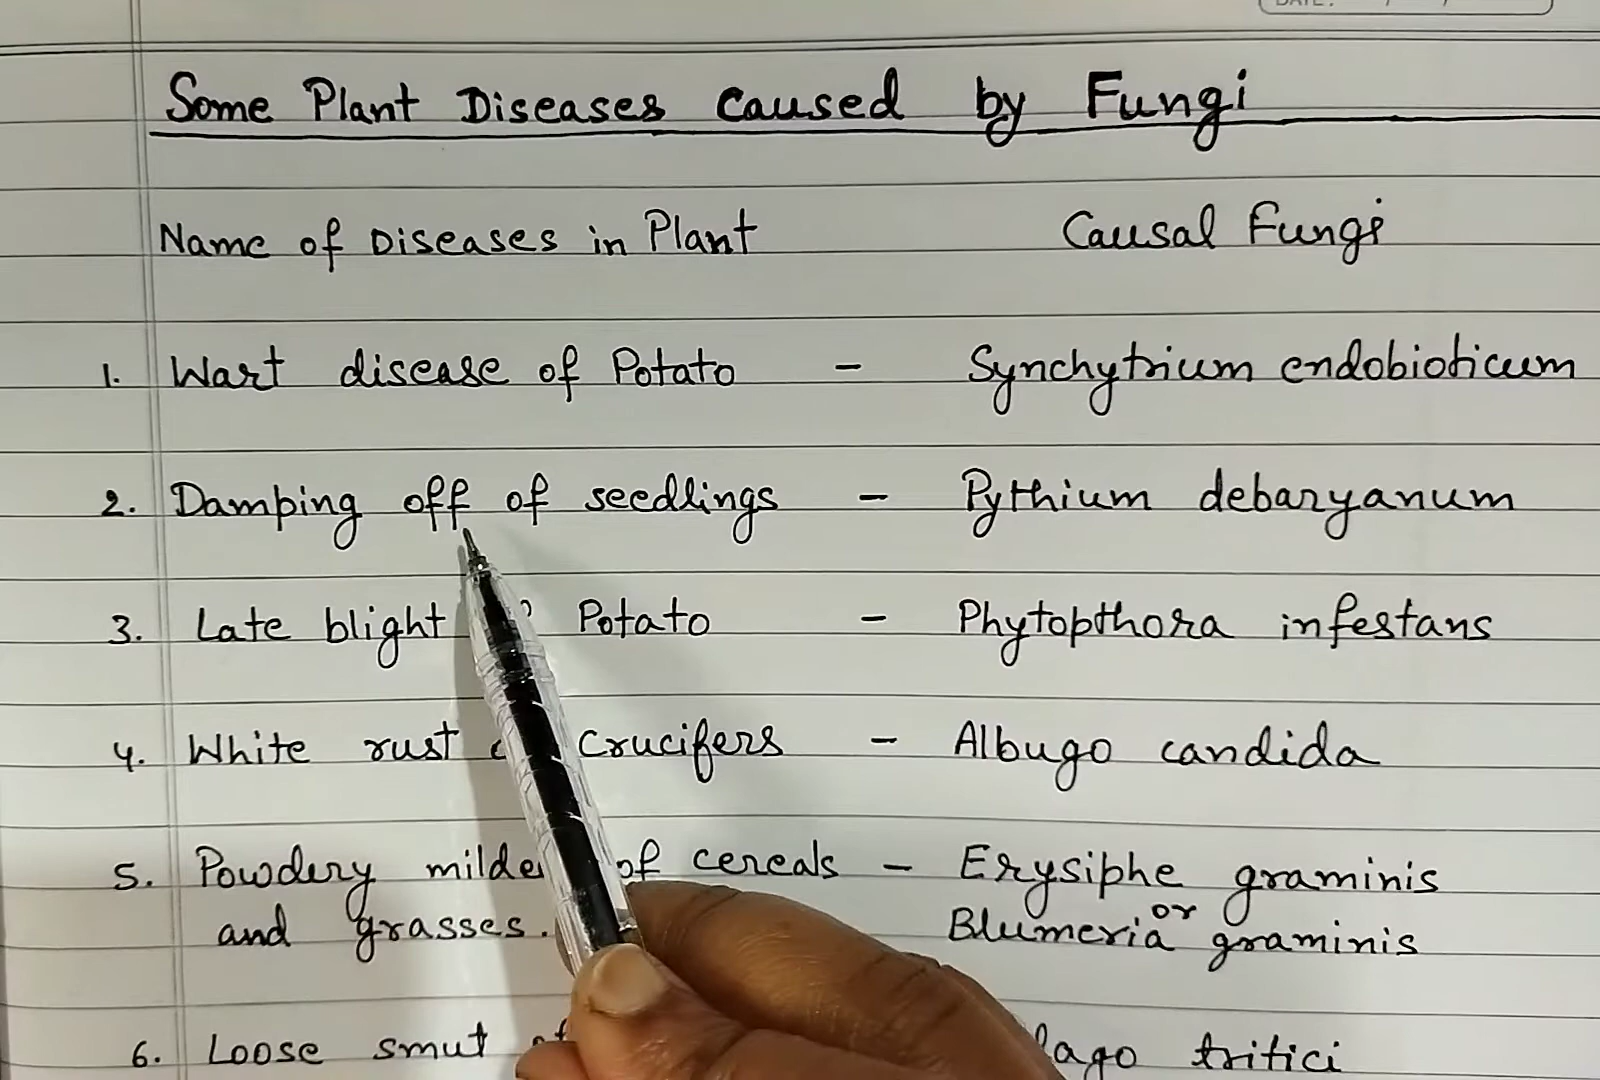 DATE: / /
Some Plant Diseases caused by Fungi
Name of Diseases in Plant Causal Fungi
1. Wart disease of Potato - Synchytrium endobioticum
2. Damping off of seedlings - Pythium debaryanum
3. Late blight Potato - Phytopthora infestans
4. White rust crucifers - Albugo candida
5. Powdery of cereals - Erysiphe graminis
and grasses. or
Blumeria graminis
6. Loose smut tritici